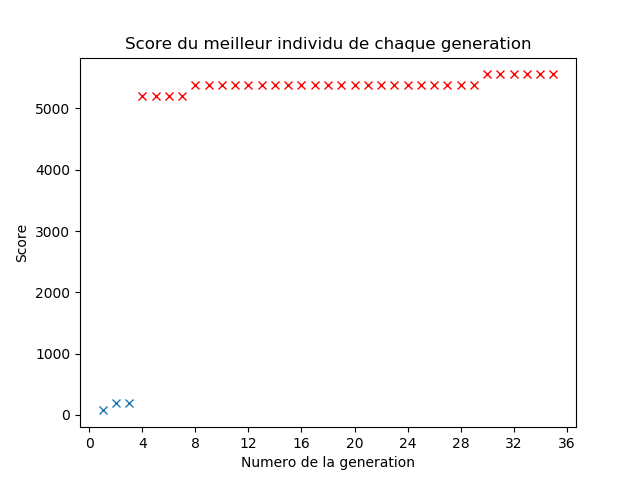 Score du meilleur individu de chaque generation
Score
5000
4000
3000
2000
1000
0
0 4 8 12 16 20 24 28 32 36
Numero de la generation